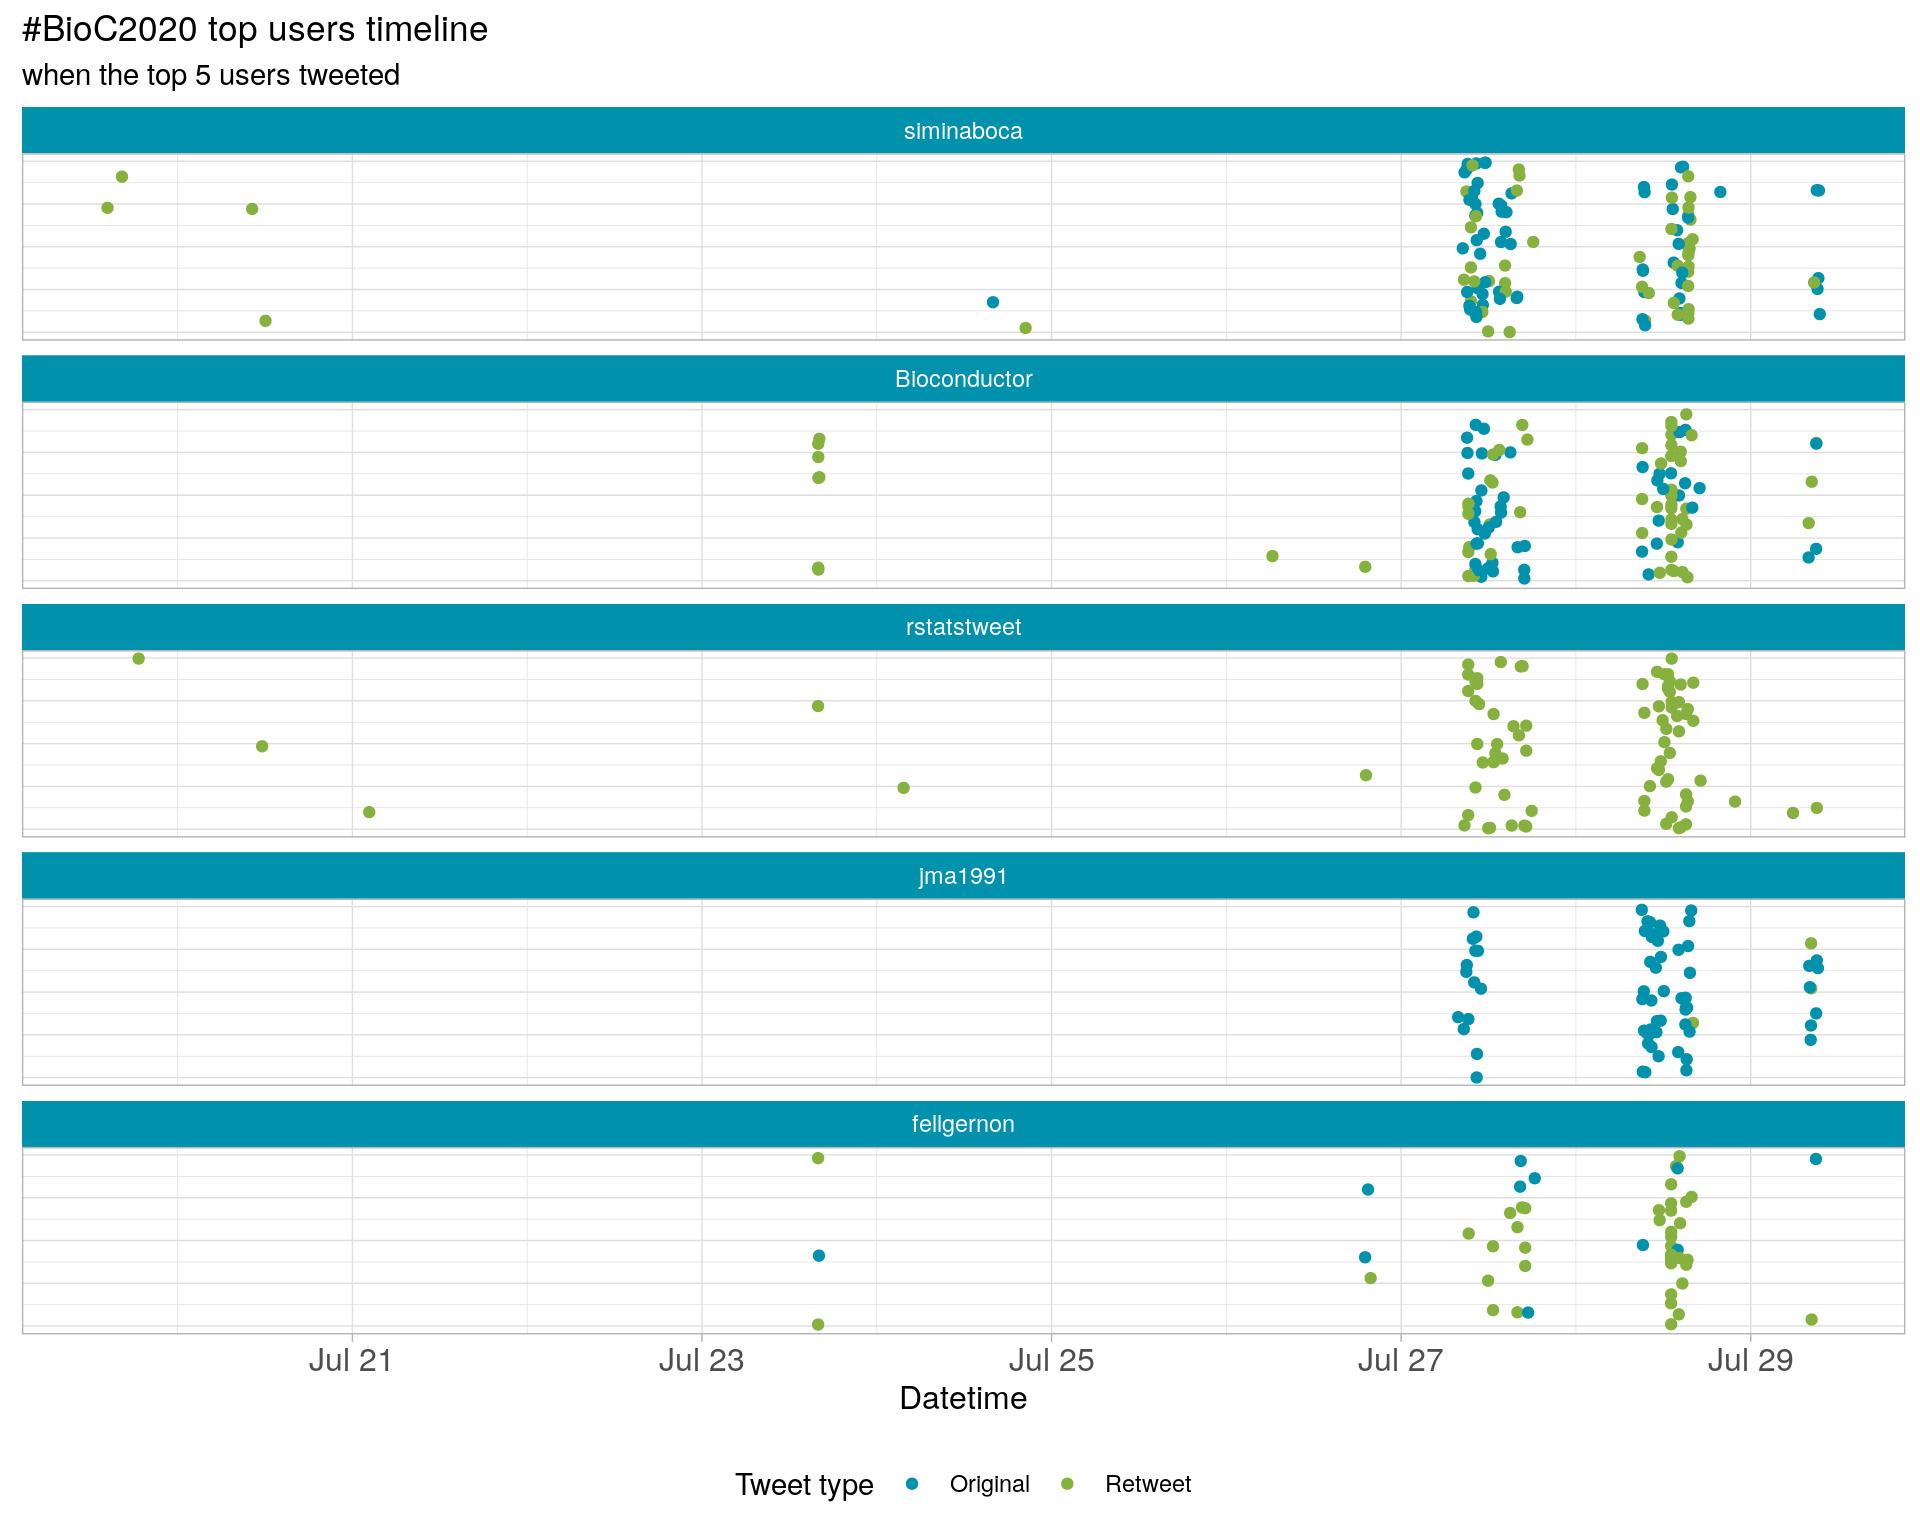 #BioC2020 top users timeline
when the top 5 users tweeted
siminaboca
Bioconductor
rstatstweet
jma1991
fellgernon
Jul 21 Jul 23 Jul 25 Jul 27 Jul 29
Datetime
Tweet type Original Retweet